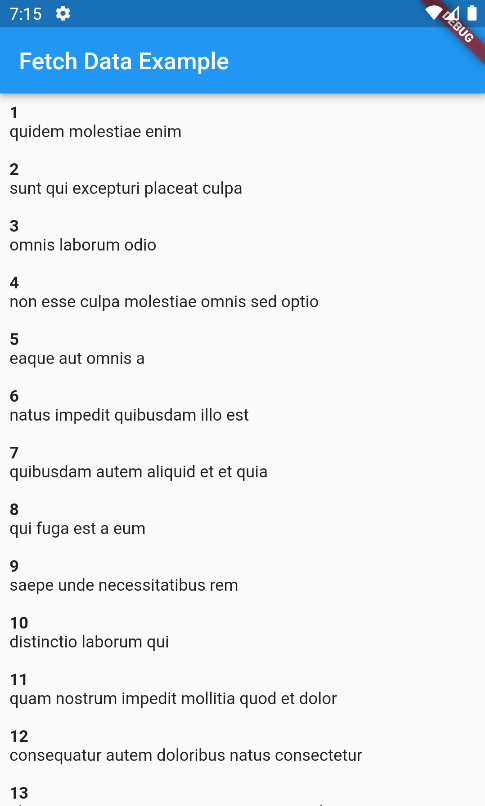 7:15
DEBUG
Fetch Data Example
1
quidem molestiae enim
2
sunt qui excepturi placeat culpa
3
omnis laborum odio
4
non esse culpa molestiae omnis sed optio
5
eaque aut omnis a
6
natus impedit quibusdam illo est
7
quibusdam autem aliquid et et quia
8
qui fuga est a eum
9
saepe unde necessitatibus rem
10
distinctio laborum qui
11
quam nostrum impedit mollitia quod et dolor
12
consequatur autem doloribus natus consectetur
13